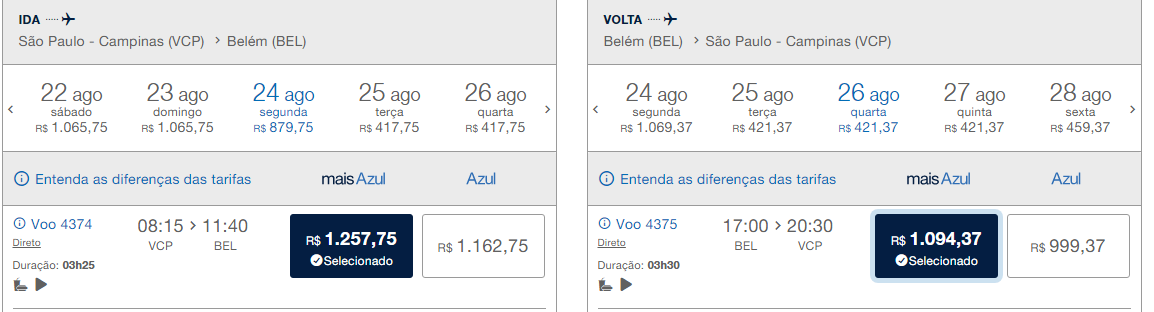 IDA
São Paulo - Campinas (VCP) > Belém (BEL)
22 ago
sábado
R$ 1.065,75
23 ago
domingo
R$ 1.065,75
24 ago
segunda
R$ 879,75
25 ago
terça
R$ 417,75
26 ago
quarta
R$ 417,75
Entenda as diferenças das tarifas
maisAzul
Azul
Voo 4374
Direto
Duração: 03h25
08:15 > 11:40
VCP BEL
R$ 1.257,75
Selecionado
R$ 1.162,75
VOLTA
Belém (BEL) > São Paulo - Campinas (VCP)
24 ago
segunda
R$ 1.069,37
25 ago
terça
R$ 421,37
26 ago
quarta
R$ 421,37
27 ago
quinta
R$ 421,37
28 ago
sexta
R$ 459,37
Entenda as diferenças das tarifas
maisAzul
Azul
Voo 4375
Direto
Duração: 03h30
17:00 > 20:30
BEL VCP
R$ 1.094,37
Selecionado
R$ 999,37